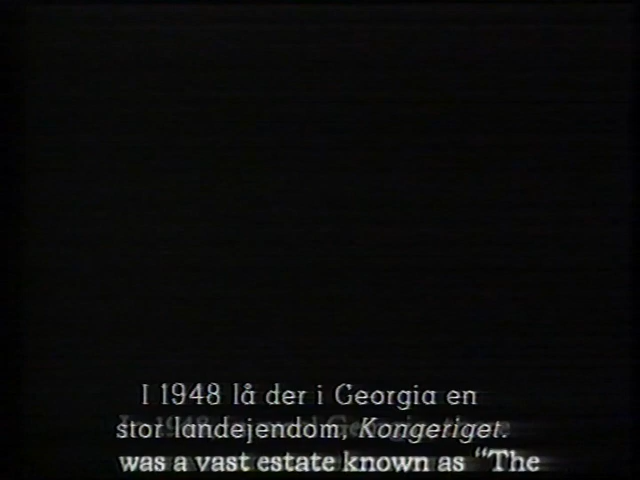 I 1948 lå der i Georgia en
stor landejendom, Kongeriget.
was a vast estate known as "The